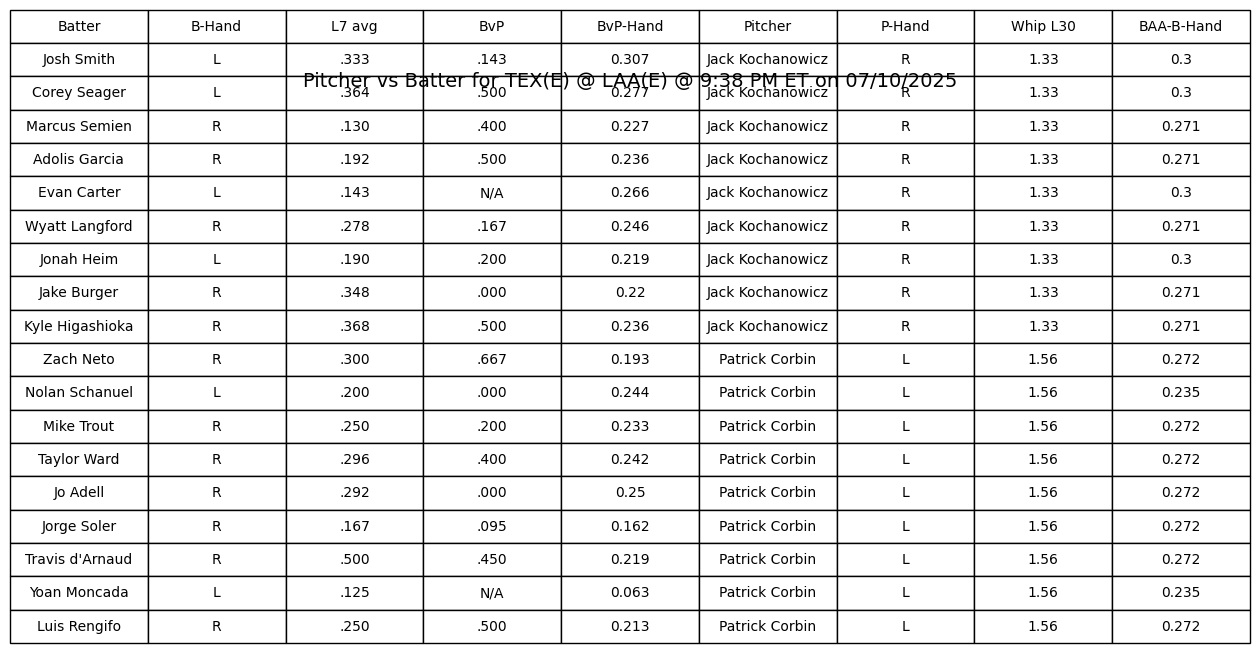 Batter B-Hand L7 avg BvP BvP-Hand Pitcher P-Hand Whip L30 BAA-B-Hand
Josh Smith L .333 .143 0.307 Jack Kochanowicz R 1.33 0.3
Pitcher vs Batter for TEX(E) @ LAA(E) @ 9:38 PM ET on 07/10/2025
Corey Seager L .364 .500 0.277 Jack Kochanowicz R 1.33 0.3
Marcus Semien R .130 .400 0.227 Jack Kochanowicz R 1.33 0.271
Adolis Garcia R .192 .500 0.236 Jack Kochanowicz R 1.33 0.271
Evan Carter L .143 N/A 0.266 Jack Kochanowicz R 1.33 0.3
Wyatt Langford R .278 .167 0.246 Jack Kochanowicz R 1.33 0.271
Jonah Heim L .190 .200 0.219 Jack Kochanowicz R 1.33 0.3
Jake Burger R .348 .000 0.22 Jack Kochanowicz R 1.33 0.271
Kyle Higashioka R .368 .500 0.236 Jack Kochanowicz R 1.33 0.271
Zach Neto R .300 .667 0.193 Patrick Corbin L 1.56 0.272
Nolan Schanuel L .200 .000 0.244 Patrick Corbin L 1.56 0.235
Mike Trout R .250 .200 0.233 Patrick Corbin L 1.56 0.272
Taylor Ward R .296 .400 0.242 Patrick Corbin L 1.56 0.272
Jo Adell R .292 .000 0.25 Patrick Corbin L 1.56 0.272
Jorge Soler R .167 .095 0.162 Patrick Corbin L 1.56 0.272
Travis d'Arnaud R .500 .450 0.219 Patrick Corbin L 1.56 0.272
Yoan Moncada L .125 N/A 0.063 Patrick Corbin L 1.56 0.235
Luis Rengifo R .250 .500 0.213 Patrick Corbin L 1.56 0.272